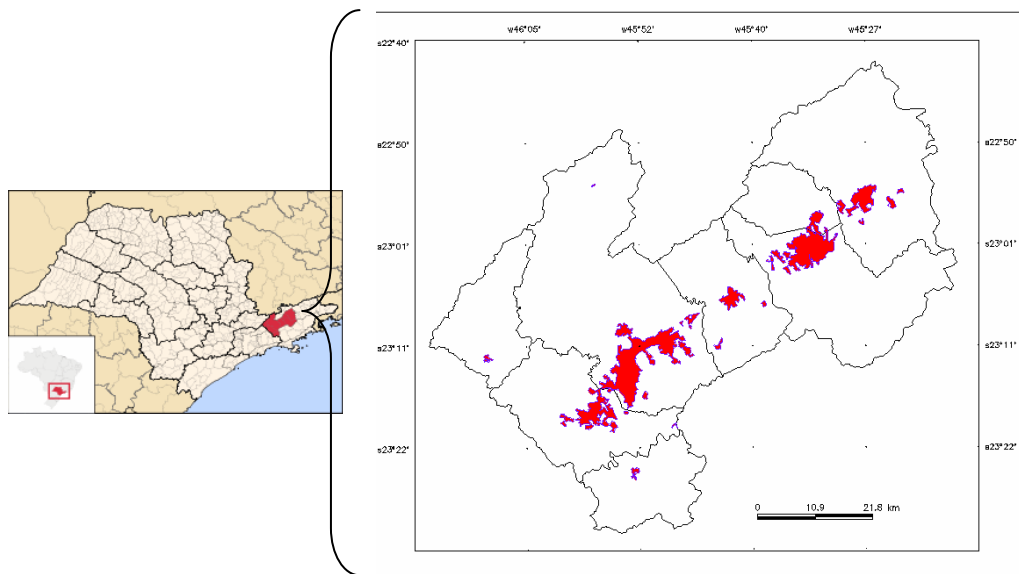 w46°05' w45°52' w45°40' w45°27'
s22°40'
s22°50' s22°50'
s23°01' s23°01'
s23°11' s23°11'
s23°22' s23°22'
0 10.9 21.8 km